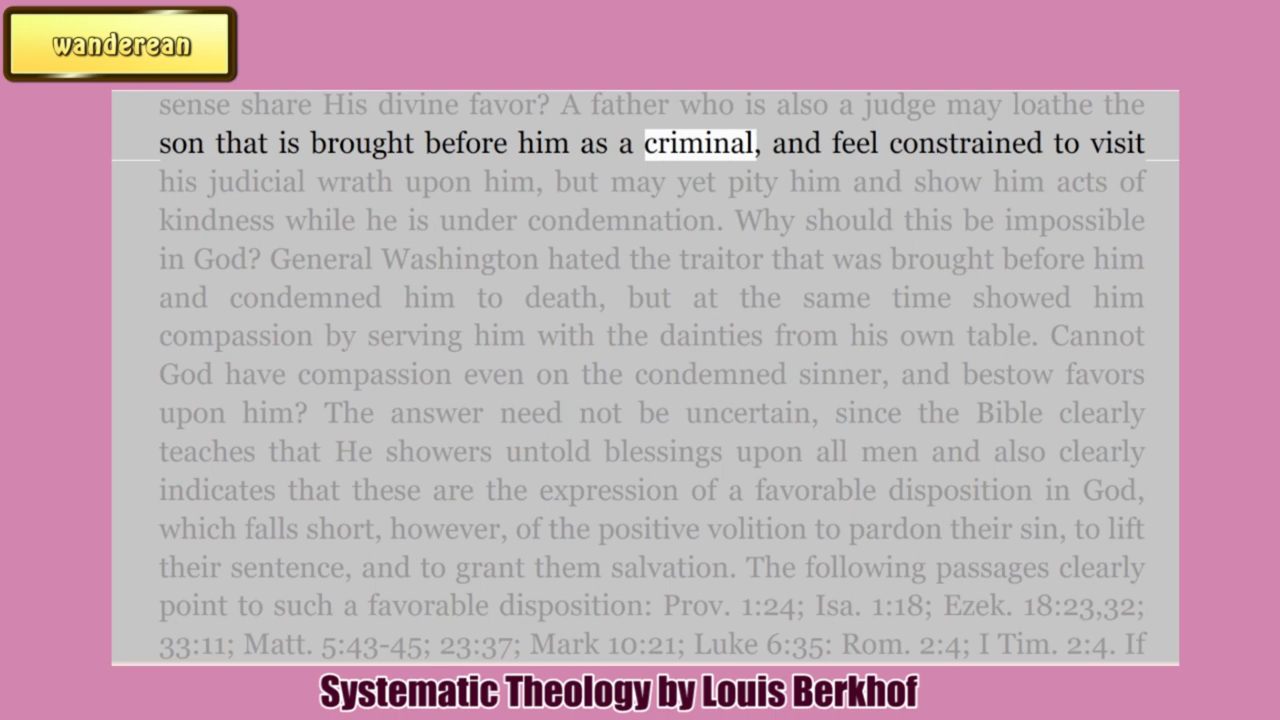 wanderean
sense share His divine favor? A father who is also a judge may loathe the
son that is brought before him as a criminal, and feel constrained to visit
his judicial wrath upon him, but may yet pity him and show him acts of
kindness while he is under condemnation. Why should this be impossible
in God? General Washington hated the traitor that was brought before him
and condemned him to death, but at the same time showed him
compassion by serving him with the dainties from his own table. Cannot
God have compassion even on the condemned sinner, and bestow favors
upon him? The answer need not be uncertain, since the Bible clearly
teaches that He showers untold blessings upon all men and also clearly
indicates that these are the expression of a favorable disposition in God,
which falls short, however, of the positive volition to pardon their sin, to lift
their sentence, and to grant them salvation. The following passages clearly
point to such a favorable disposition: Prov. 1:24; Isa. 1:18; Ezek. 18:23,32;
33:11; Matt. 5:43-45; 23:37; Mark 10:21; Luke 6:35: Rom. 2:4; I Tim. 2:4. If
Systematic Theology by Louis Berkhof